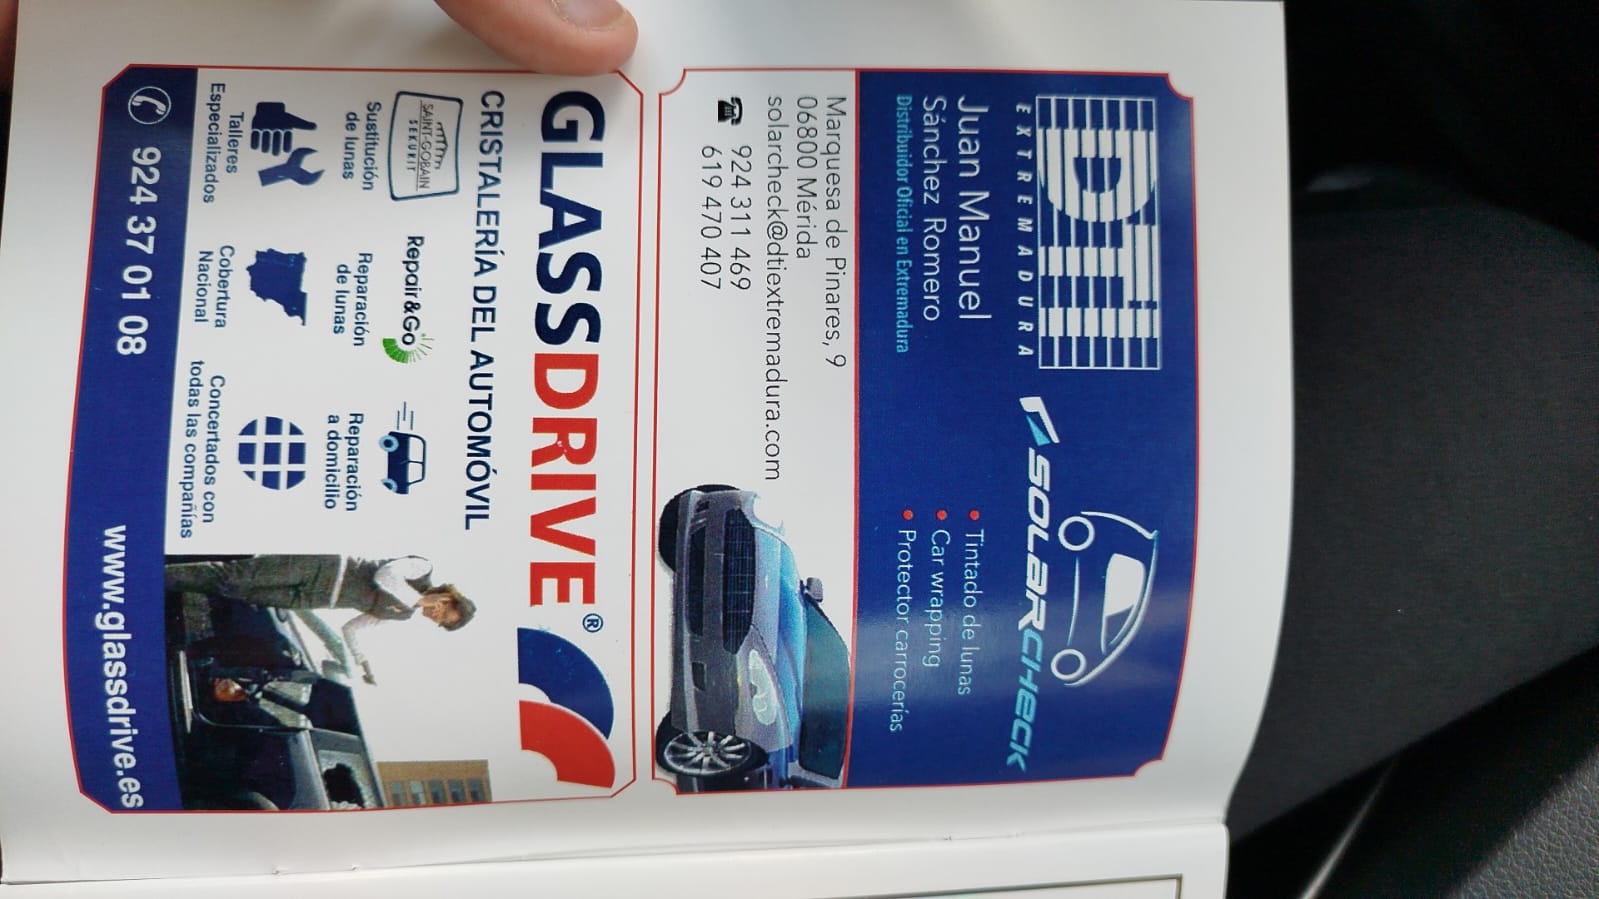 DTi
EXTREMADURA
SOLARCHECK
Juan Manuel
Sánchez Romero
Distribuidor Oficial en Extremadura
• Tintado de lunas
• Car wrapping
• Protector carrocerías
Marquesa de Pinares, 9
06800 Mérida
solarcheck@dtiextremadura.com
924 311 469
619 470 407
GLASSDRIVE®
CRISTALERÍA DEL AUTOMÓVIL
SAINT-GOBAIN
SEKURIT
Sustitución
de lunas
Repair&Go
Reparación
de lunas
Reparación
a domicilio
Talleres
Especializados
Cobertura
Nacional
Concertados con
todas las compañías
924 37 01 08
www.glassdrive.es